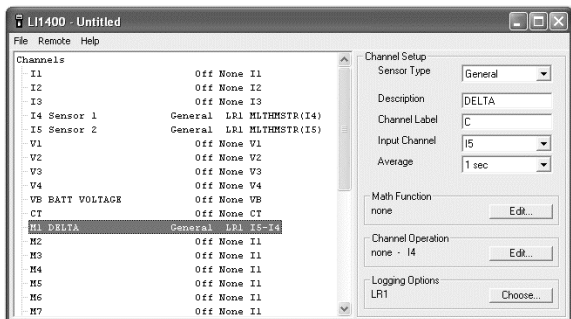 LI1400 - Untitled
File Remote Help
Channels
I1 Off None I1
I2 Off None I2
I3 Off None I3
I4 Sensor 1 General LR1 MLTHMSTR(I4)
I5 Sensor 2 General LR1 MLTHMSTR(I5)
V1 Off None V1
V2 Off None V2
V3 Off None V3
V4 Off None V4
VB BATT VOLTAGE Off None VB
CT Off None CT
M1 DELTA General LR1 I5-I4
M2 Off None I1
M3 Off None I1
M4 Off None I1
M5 Off None I1
M6 Off None I1
M7 Off None I1
Channel Setup
Sensor Type General
Description DELTA
Channel Label C
Input Channel I5
Average 1 sec
Math Function
none Edit...
Channel Operation
none - I4 Edit...
Logging Options
LR1 Choose...